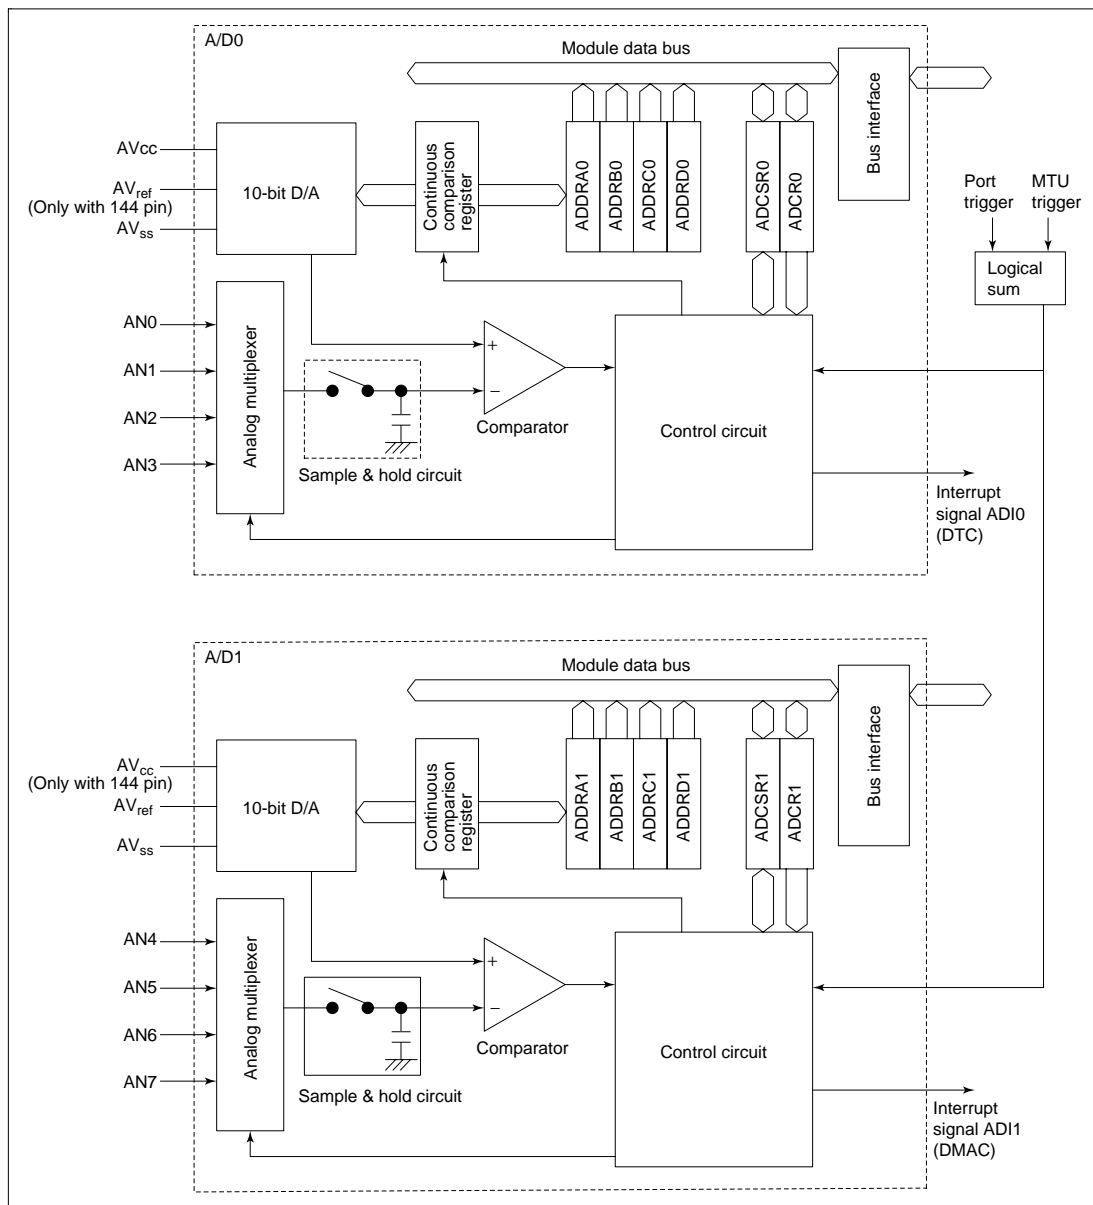 A/D0
Module data bus
Bus interface
AVcc
AVref
(Only with 144 pin)
AVss
10-bit D/A
Continuous
comparison
register
ADDRA0
ADDRB0
ADDRC0
ADDRD0
ADCSR0
ADCR0
Port
trigger
MTU
trigger
Logical
sum
AN0
AN1
AN2
AN3
Analog multiplexer
+
−
Comparator
Sample & hold circuit
Control circuit
Interrupt
signal ADI0
(DTC)
A/D1
Module data bus
Bus interface
AVcc
(Only with 144 pin)
AVref
AVss
10-bit D/A
Continuous
comparison
register
ADDRA1
ADDRB1
ADDRC1
ADDRD1
ADCSR1
ADCR1
AN4
AN5
AN6
AN7
Analog multiplexer
+
−
Comparator
Sample & hold circuit
Control circuit
Interrupt
signal ADI1
(DMAC)